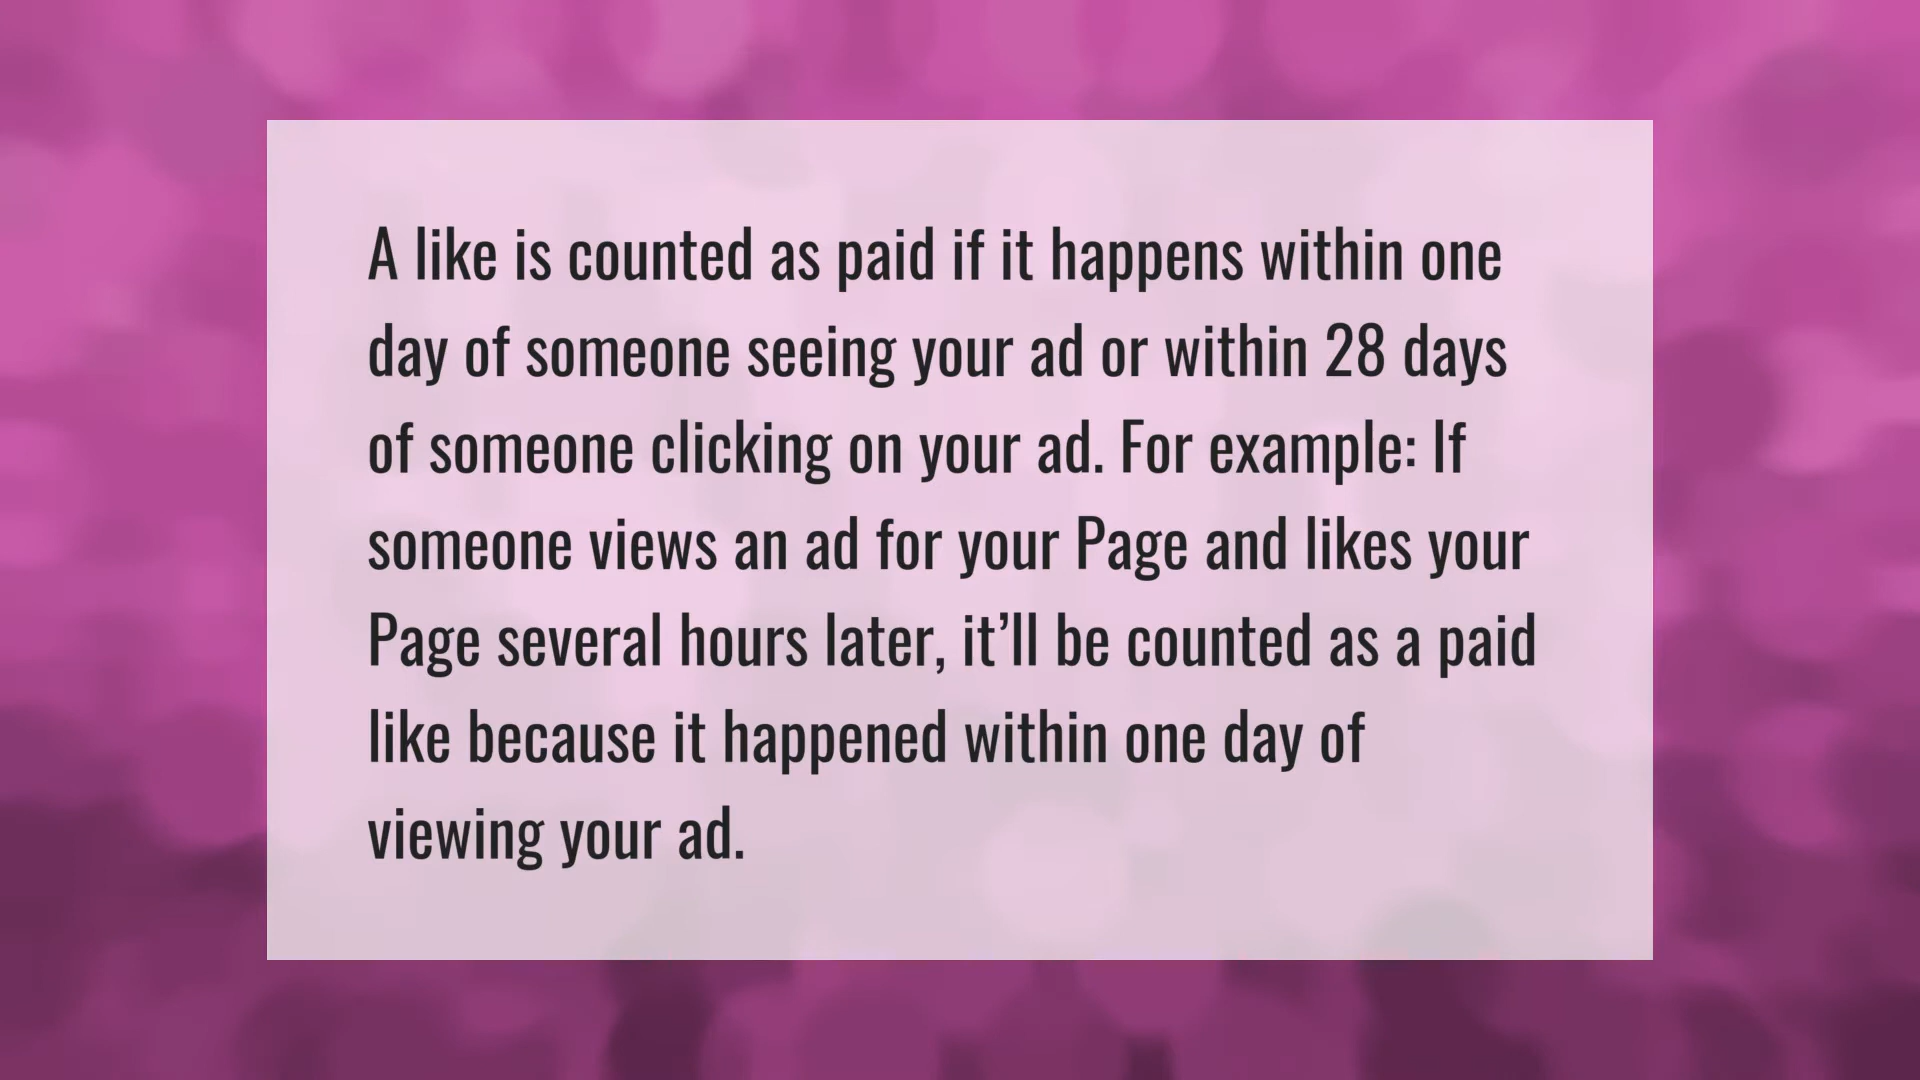 A like is counted as paid if it happens within one
day of someone seeing your ad or within 28 days
of someone clicking on your ad. For example: If
someone views an ad for your Page and likes your
Page several hours later, it’ll be counted as a paid
like because it happened within one day of
viewing your ad.